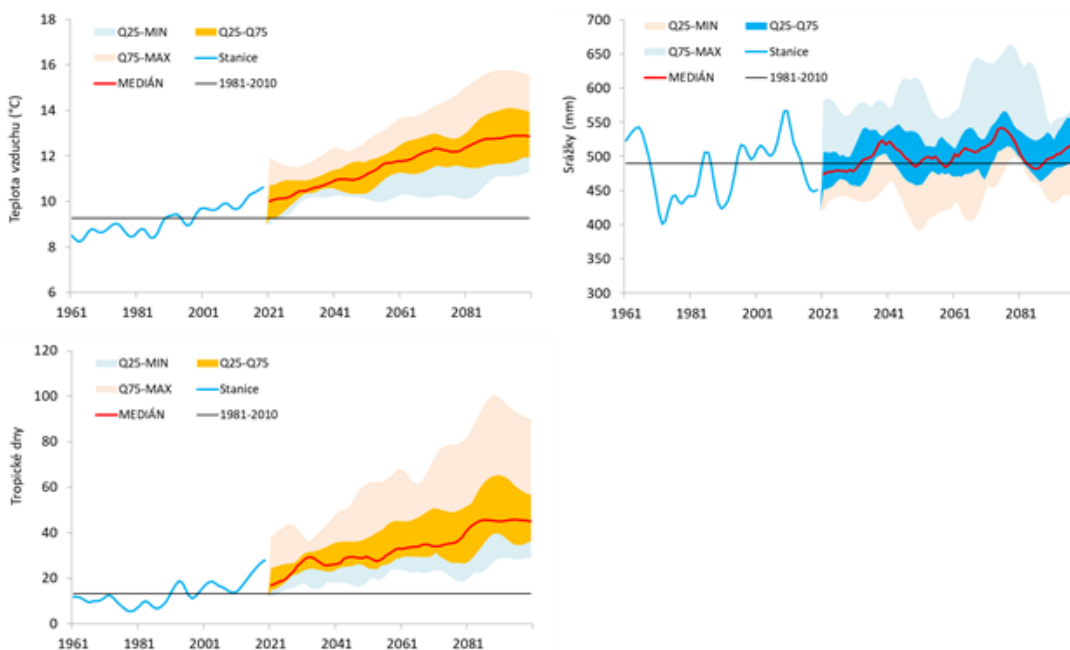 18
16
14
12
10
8
6
Teplota vzduchu (°C)
Q25-MIN Q25-Q75
Q75-MAX Stanice
MEDIÁN 1981-2010
1961 1981 2001 2021 2041 2061 2081
700
650
600
550
500
450
400
350
300
Srážky (mm)
Q25-MIN Q25-Q75
Q75-MAX Stanice
MEDIÁN 1981-2010
1961 1981 2001 2021 2041 2061 2081
120
100
80
60
40
20
0
Tropické dny
Q25-MIN Q25-Q75
Q75-MAX Stanice
MEDIÁN 1981-2010
1961 1981 2001 2021 2041 2061 2081